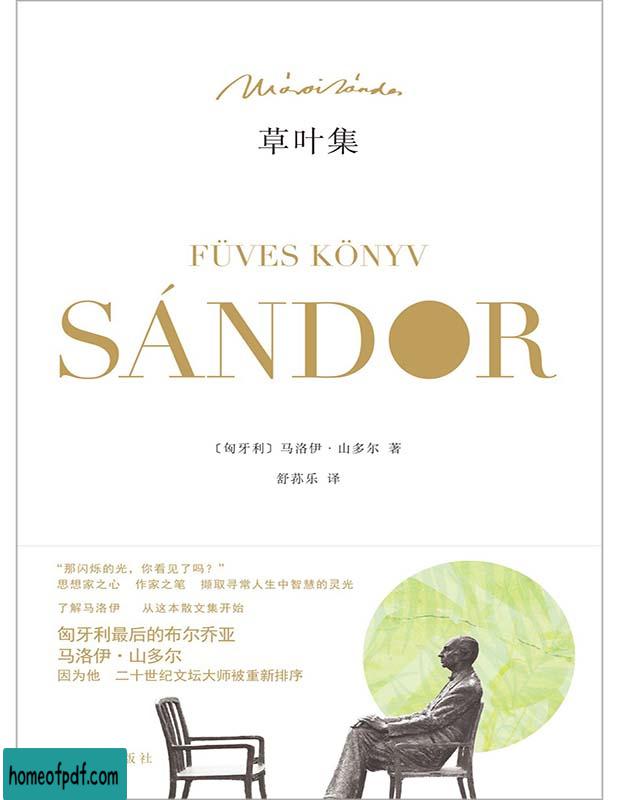 Márai Sándor
草叶集
FÜVES KÖNYV
SÁNDOR
〔匈牙利〕马洛伊·山多尔 著
舒荪乐 译
“那闪烁的光，你看见了吗？”
思想家之心 作家之笔 撷取寻常人生中智慧的灵光
了解马洛伊 从这本散文集开始
匈牙利最后的布尔乔亚
马洛伊·山多尔
因为他 二十世纪文坛大师被重新排序
版社
homeofpdf.com